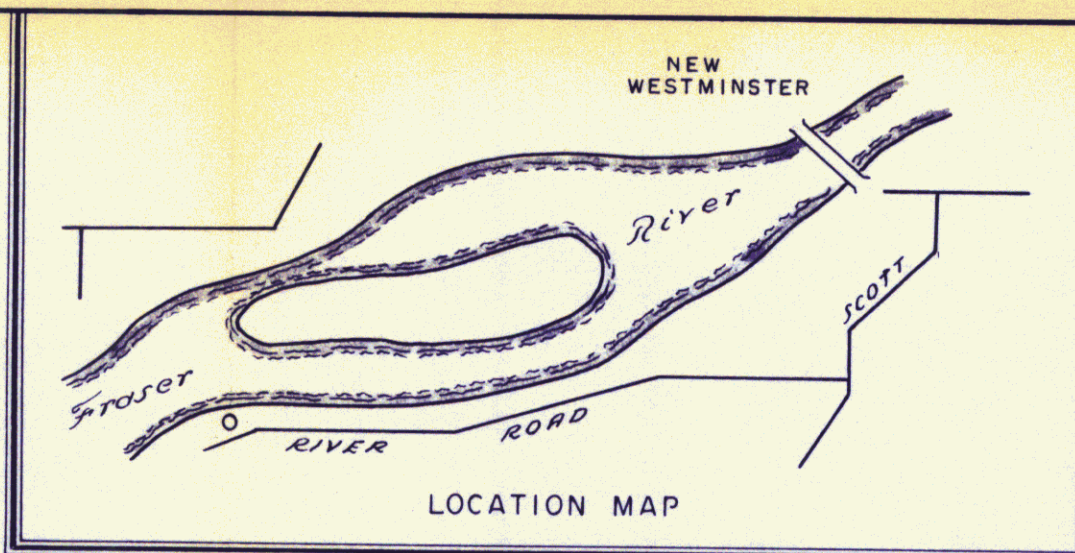 NEW
WESTMINSTER
River
SCOTT
Fraser
RIVER ROAD
LOCATION MAP